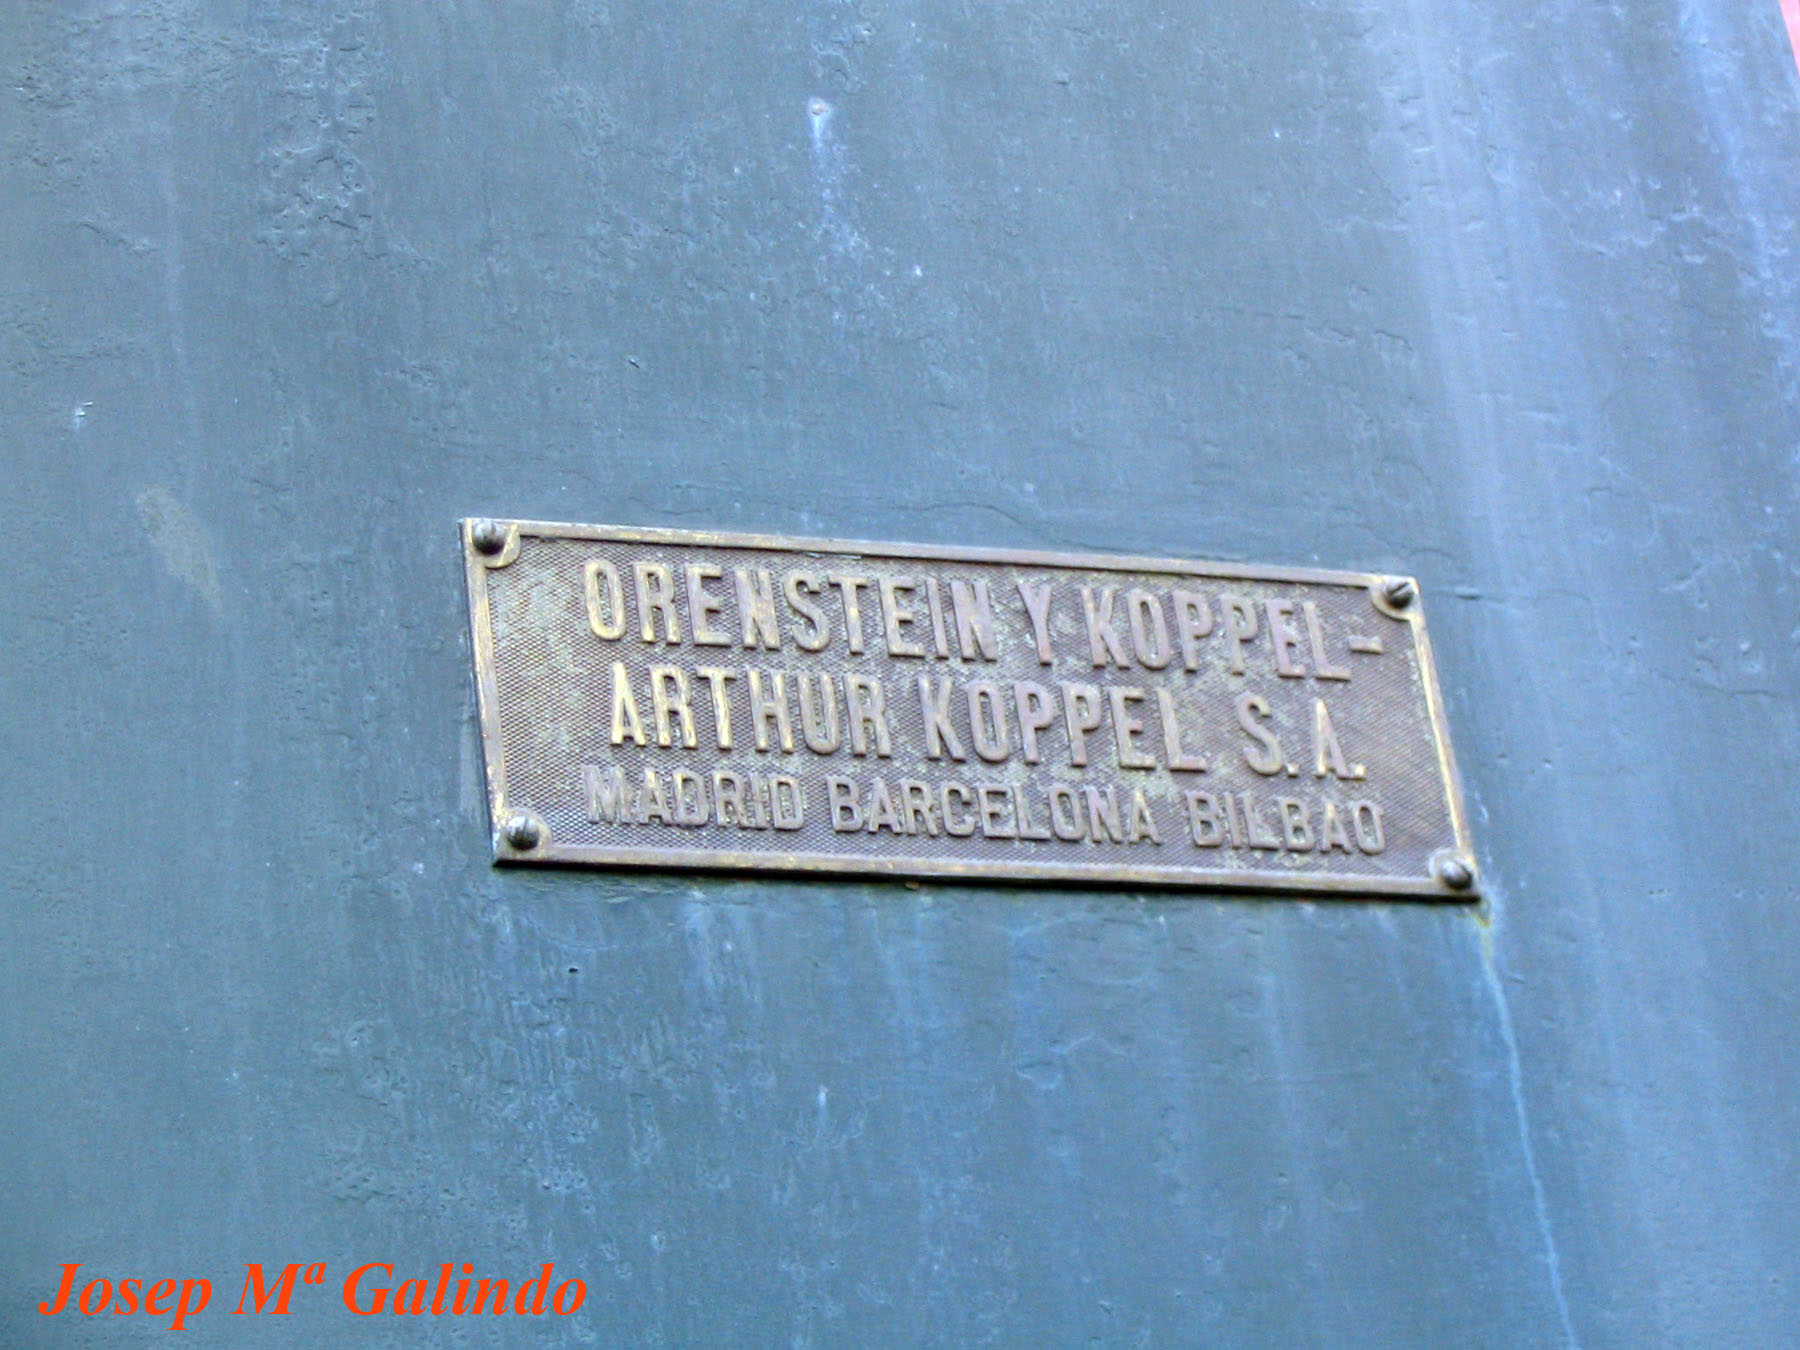 ORENSTEIN Y KOPPEL-
ARTHUR KOPPEL S.A.
MADRID BARCELONA BILBAO
Josep Mª Galindo